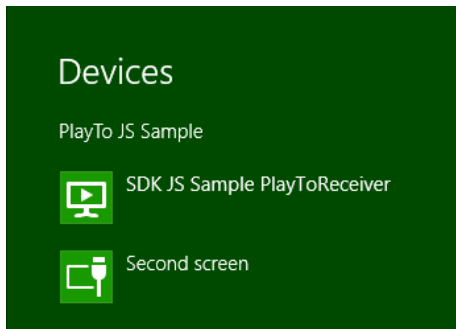 Devices
PlayTo JS Sample
SDK JS Sample PlayToReceiver
Second screen